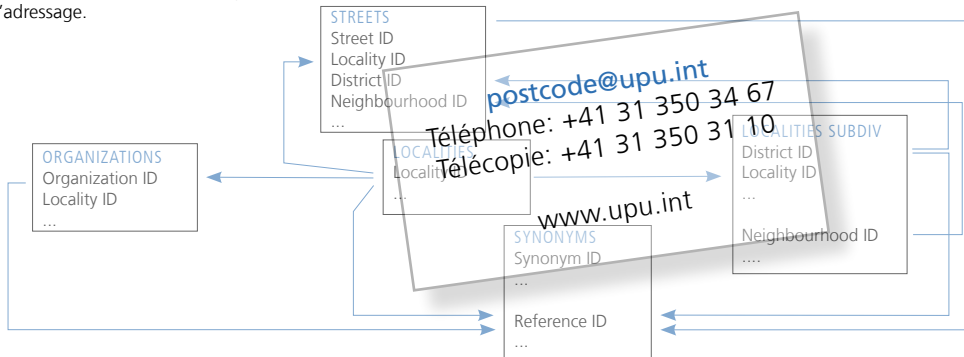 ’adressage.
STREETS
Street ID
Locality ID
District ID
Neighbourhood ID
...
postcode@upu.int
Téléphone: +41 31 350 34 67
Télécopie: +41 31 350 31 10
www.upu.int
ORGANIZATIONS
Organization ID
Locality ID
...
LOCALITIES
Locality ID
...
LOCALITIES SUBDIV
District ID
Locality ID
...
Neighbourhood ID
....
SYNONYMS
Synonym ID
...
Reference ID
...